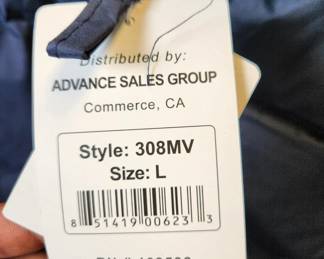 Distributed by:
ADVANCE SALES GROUP
Commerce, CA
Style: 308MV
Size: L
8 51419 00623 3